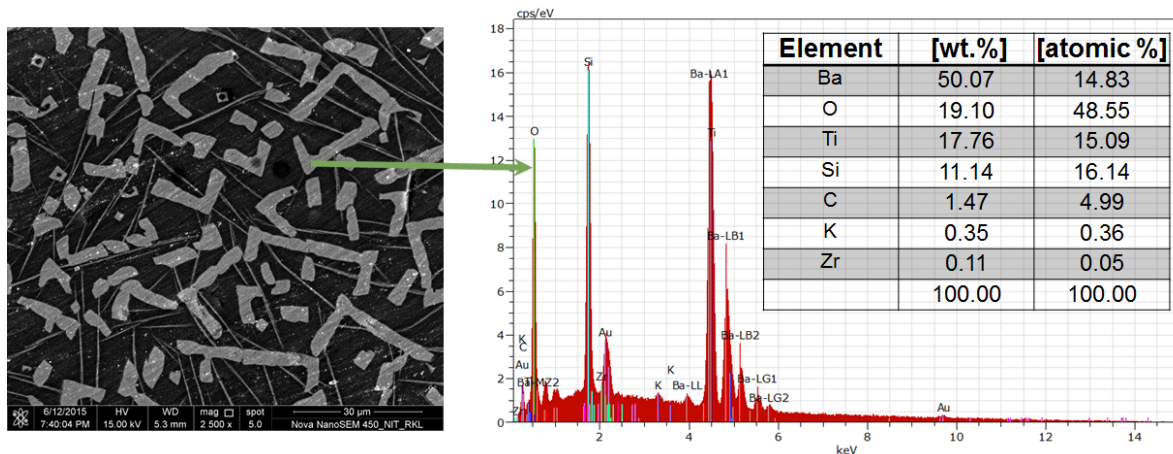 6/12/2015 HV WD mag □ spot 30 µm
7:40:04 PM 15.00 kV 5.3 mm 2 500 x 5.0 Nova NanoSEM 450_NIT_RKL
cps/eV
18
16
14
12
10
8
6
4
2
0
2 4 6 8 10 12 14
keV
O
Si
Ba-LA1
Ti
Ba-LB1
Ba-LB2
Ba-LG1
Ba-LG2
Ba-LL
K
K
Au
Zr
K
C
Au
Au
Element [wt.%] [atomic %]
Ba 50.07 14.83
O 19.10 48.55
Ti 17.76 15.09
Si 11.14 16.14
C 1.47 4.99
K 0.35 0.36
Zr 0.11 0.05
100.00 100.00